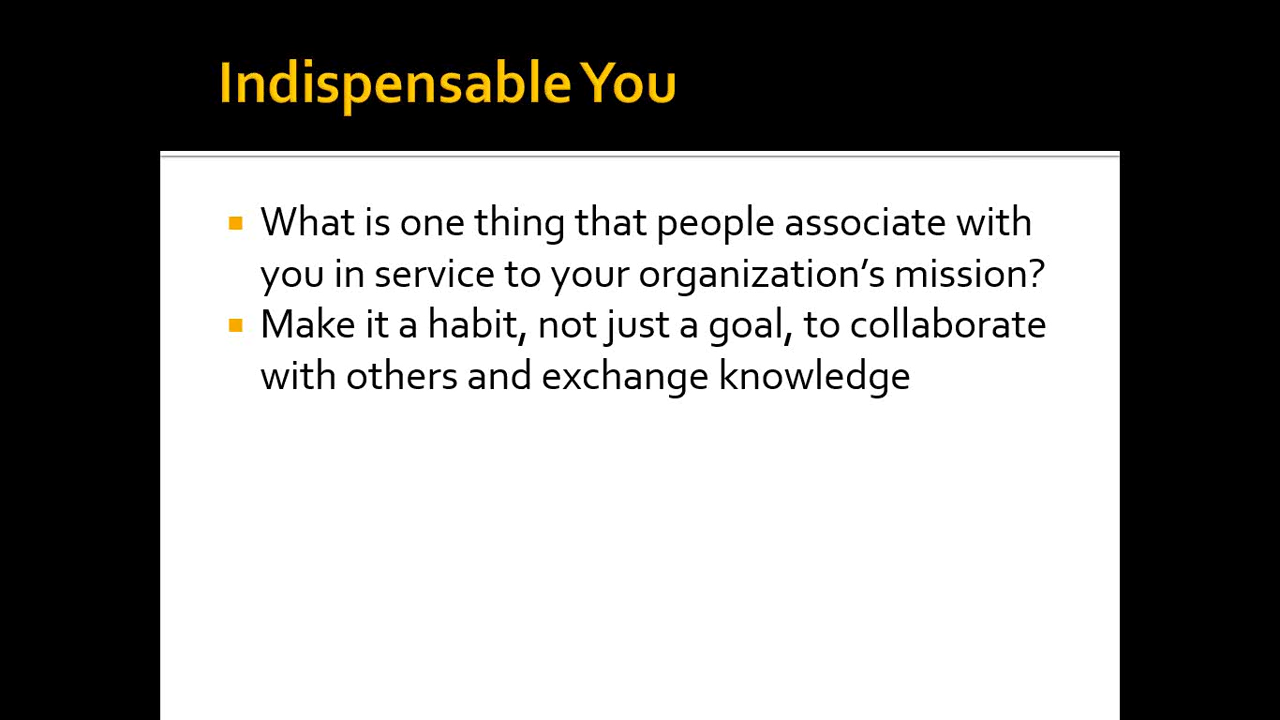 Indispensable You
What is one thing that people associate with
you in service to your organization’s mission?
Make it a habit, not just a goal, to collaborate
with others and exchange knowledge